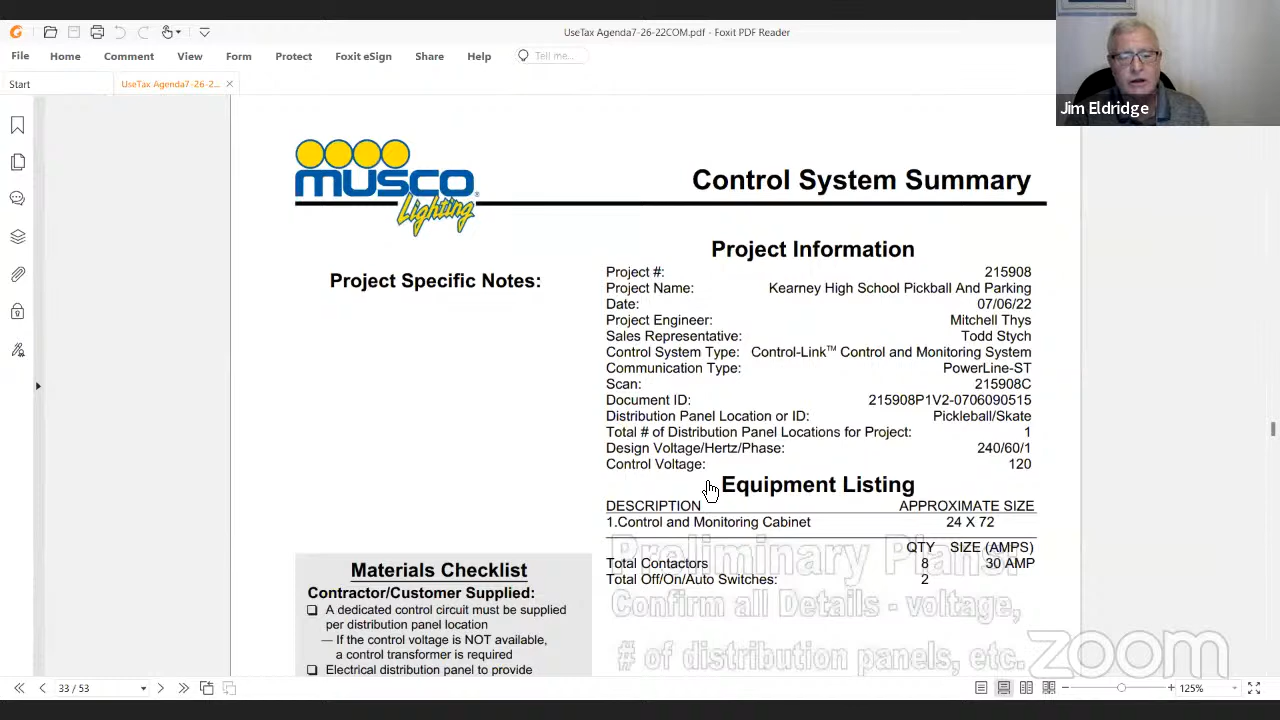 UseTax Agenda7-26-22COM.pdf - Foxit PDF Reader
File Home Comment View Form Protect Foxit eSign Share Help Tell me...
Start UseTax Agenda7-26-2...
Jim Eldridge
MUSCO
Lighting
Control System Summary
Project Specific Notes:
Project Information
Project #: 215908
Project Name: Kearney High School Pickball And Parking
Date: 07/06/22
Project Engineer: Mitchell Thys
Sales Representative: Todd Stych
Control System Type: Control-Link™ Control and Monitoring System
Communication Type: PowerLine-ST
Scan: 215908C
Document ID: 215908P1V2-0706090515
Distribution Panel Location or ID: Pickleball/Skate
Total # of Distribution Panel Locations for Project: 1
Design Voltage/Hertz/Phase: 240/60/1
Control Voltage: 120
Equipment Listing
DESCRIPTION APPROXIMATE SIZE
1.Control and Monitoring Cabinet 24 X 72
QTY SIZE (AMPS)
Total Contactors 8 30 AMP
Total Off/On/Auto Switches: 2
Preliminary Plans:
Confirm all Details - voltage,
# of distribution panels, etc.
Materials Checklist
Contractor/Customer Supplied:
A dedicated control circuit must be supplied
per distribution panel location
— If the control voltage is NOT available,
a control transformer is required
Electrical distribution panel to provide
zoom
33 / 53
125%